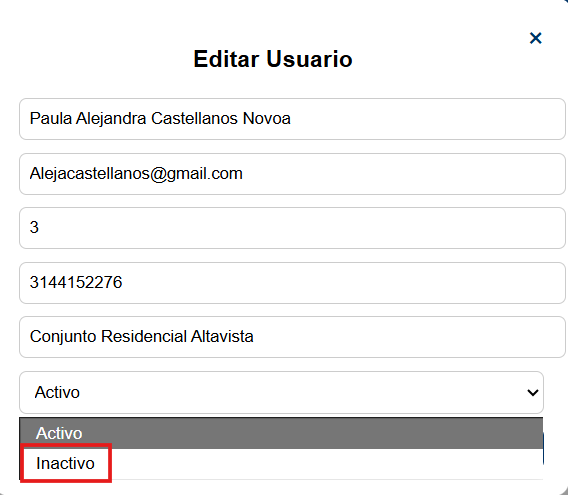 ×
Editar Usuario
Paula Alejandra Castellanos Novoa
Alejacastellanos@gmail.com
3
3144152276
Conjunto Residencial Altavista
Activo
Activo
Inactivo